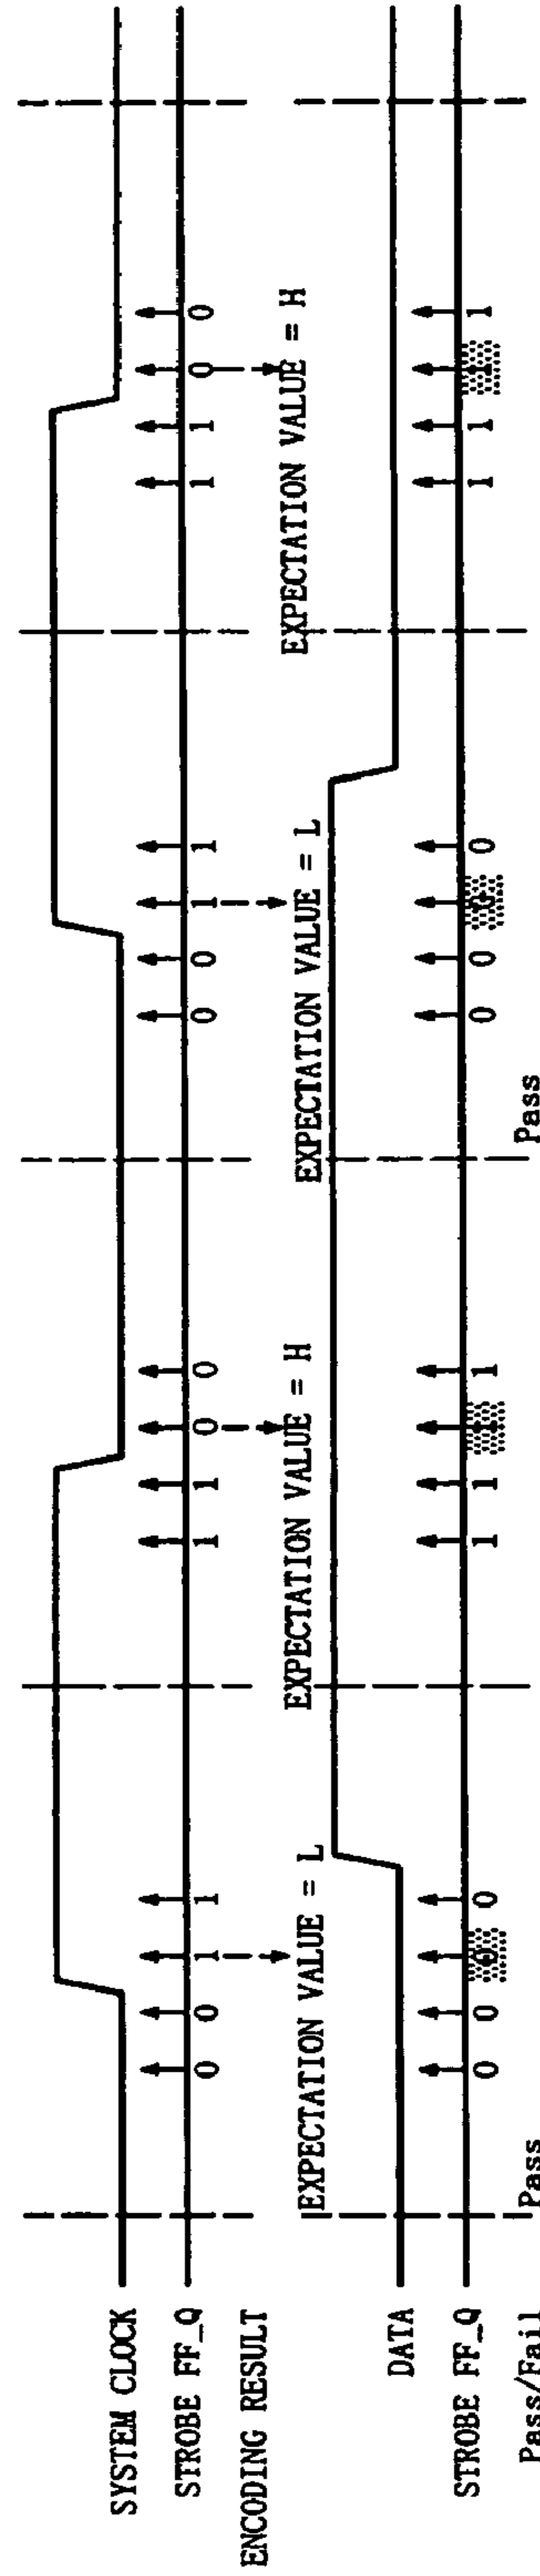 SYSTEM CLOCK
STROBE FF_Q 0 0 1 1 1 1 0 0 0 0 1 1 1 1 0 0
ENCODING RESULT
EXPECTATION VALUE = L EXPECTATION VALUE = H EXPECTATION VALUE = L EXPECTATION VALUE = H
DATA
STROBE FF_Q 0 0 0 0 1 1 1 0 0 0 1 1 1
Pass/Fail Pass Pass